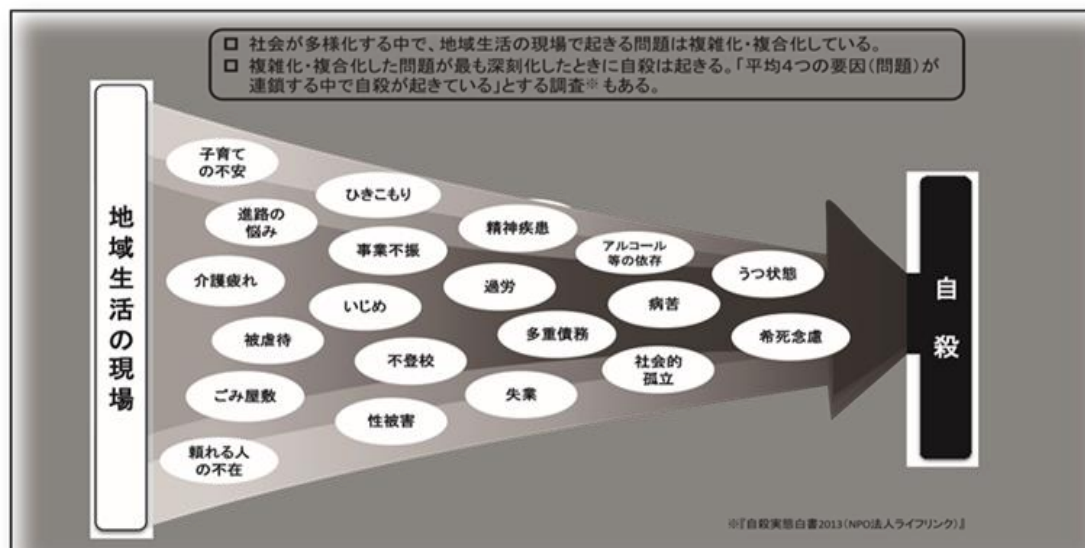 □ 社会が多様化する中で、地域生活の現場で起きる問題は複雑化・複合化している。
□ 複雑化・複合化した問題が最も深刻化したときに自殺は起きる。「平均4つの要因(問題)が
連鎖する中で自殺が起きている」とする調査※もある。
地域生活の現場
子育て
の不安
進路の
悩み
介護疲れ
被虐待
ごみ屋敷
頼れる人
の不在
ひきこもり
事業不振
いじめ
不登校
性被害
精神疾患
過労
多重債務
失業
アルコール
等の依存
病苦
社会的
孤立
うつ状態
希死念慮
自殺
※『自殺実態白書2013(NPO法人ライフリンク)』